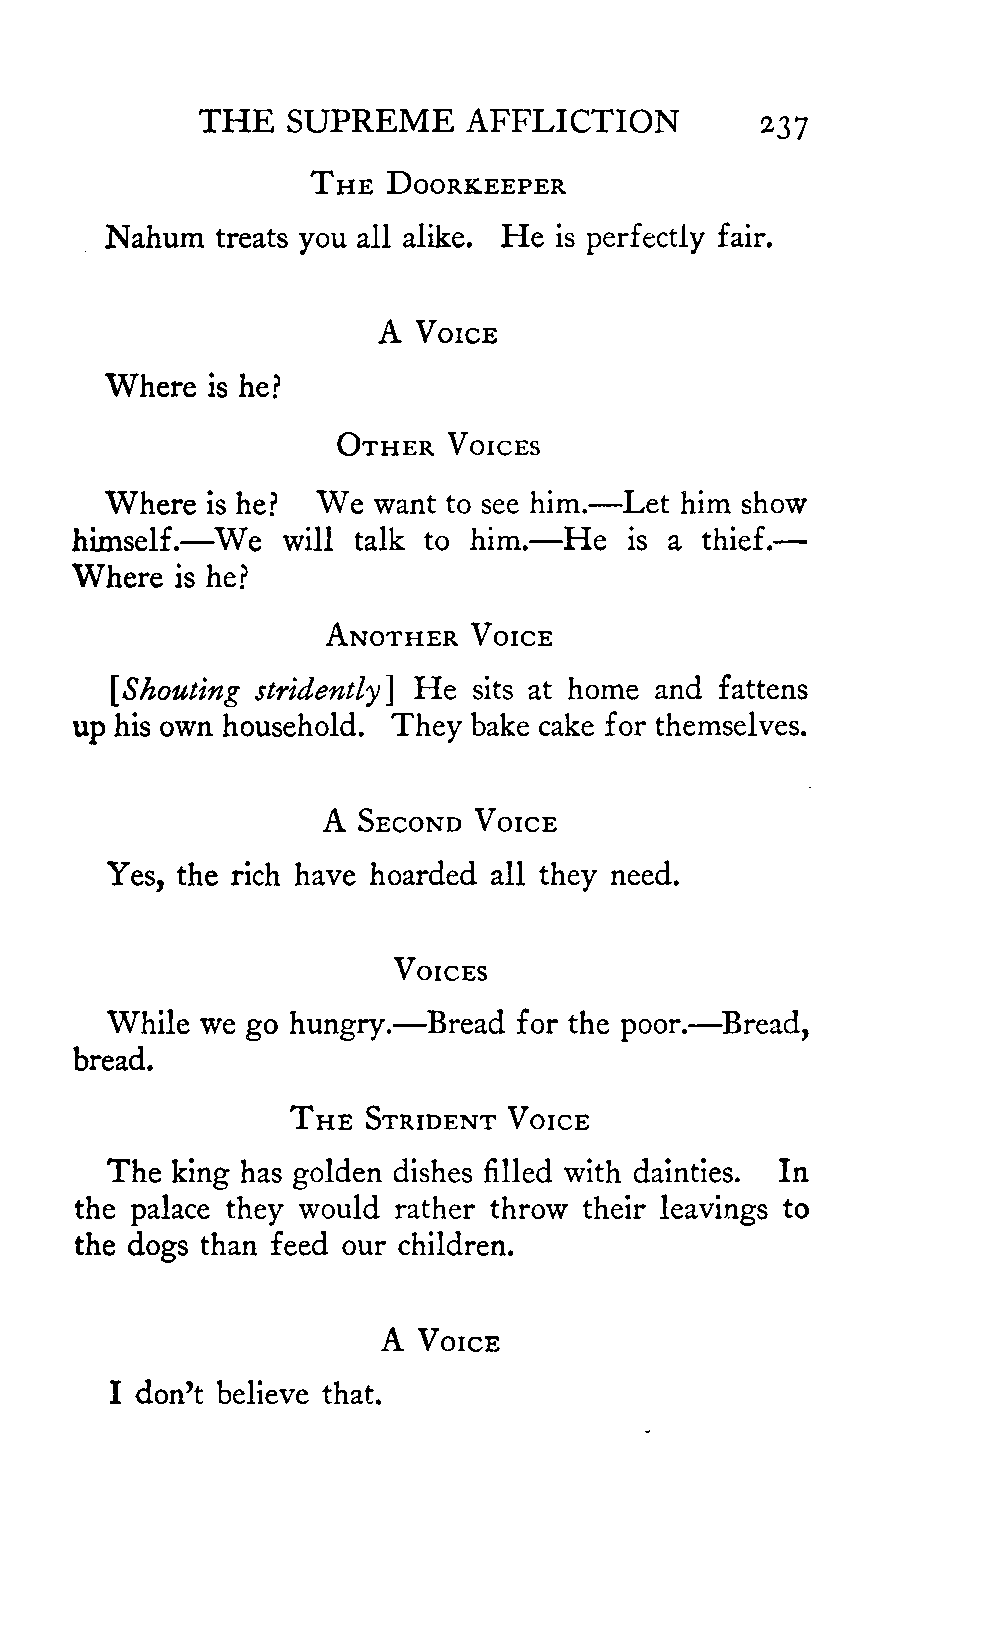 THE SUPREME AFFLICTION 237
THE DOORKEEPER
Nahum treats you all alike. He is perfectly fair.
A VOICE
Where is he?
OTHER VOICES
Where is he? We want to see him.—Let him show
himself.—We will talk to him.—He is a thief.—
Where is he?
ANOTHER VOICE
[Shouting stridently] He sits at home and fattens
up his own household. They bake cake for themselves.
A SECOND VOICE
Yes, the rich have hoarded all they need.
VOICES
While we go hungry.—Bread for the poor.—Bread,
bread.
THE STRIDENT VOICE
The king has golden dishes filled with dainties. In
the palace they would rather throw their leavings to
the dogs than feed our children.
A VOICE
I don't believe that.